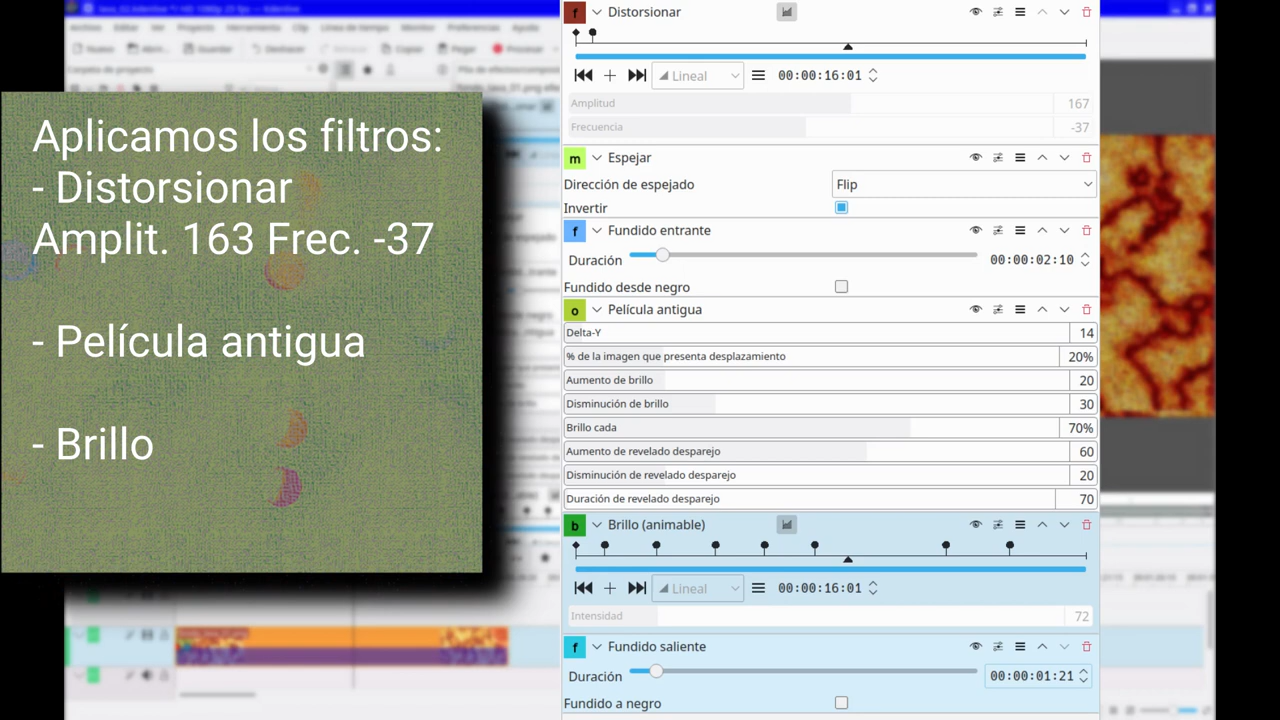 Aplicamos los filtros:
- Distorsionar
Amplit. 163 Frec. -37
- Película antigua
- Brillo
f Distorsionar
Lineal 00:00:16:01
Amplitud 167
Frecuencia -37
m Espejar
Dirección de espejado Flip
Invertir
f Fundido entrante
Duración 00:00:02:10
Fundido desde negro
o Película antigua
Delta-Y 14
% de la imagen que presenta desplazamiento 20%
Aumento de brillo 20
Disminución de brillo 30
Brillo cada 70%
Aumento de revelado desparejo 60
Disminución de revelado desparejo 20
Duración de revelado desparejo 70
b Brillo (animable)
Lineal 00:00:16:01
Intensidad 72
f Fundido saliente
Duración 00:00:01:21
Fundido a negro